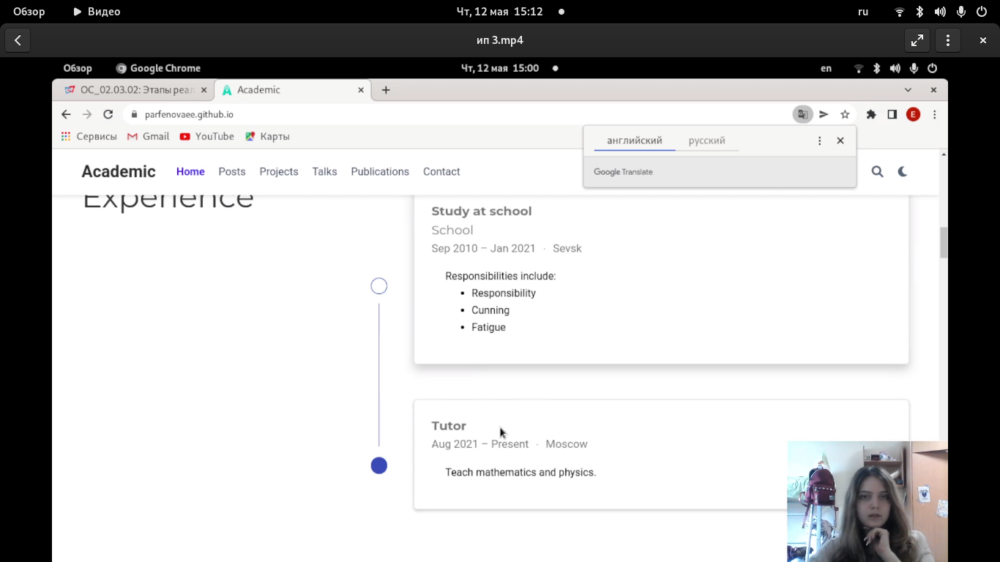 Обзор Видео Чт, 12 мая 15:12 ru
ип 3.mp4
Обзор Google Chrome Чт, 12 мая 15:00 en
ОС_02.03.02: Этапы реал Academic
parfenovaee.github.io E
Сервисы Gmail YouTube Карты
английский русский
Google Translate
Academic Home Posts Projects Talks Publications Contact
Experience
Study at school
School
Sep 2010 – Jan 2021 · Sevsk
Responsibilities include:
• Responsibility
• Cunning
• Fatigue
Tutor
Aug 2021 – Present · Moscow
Teach mathematics and physics.